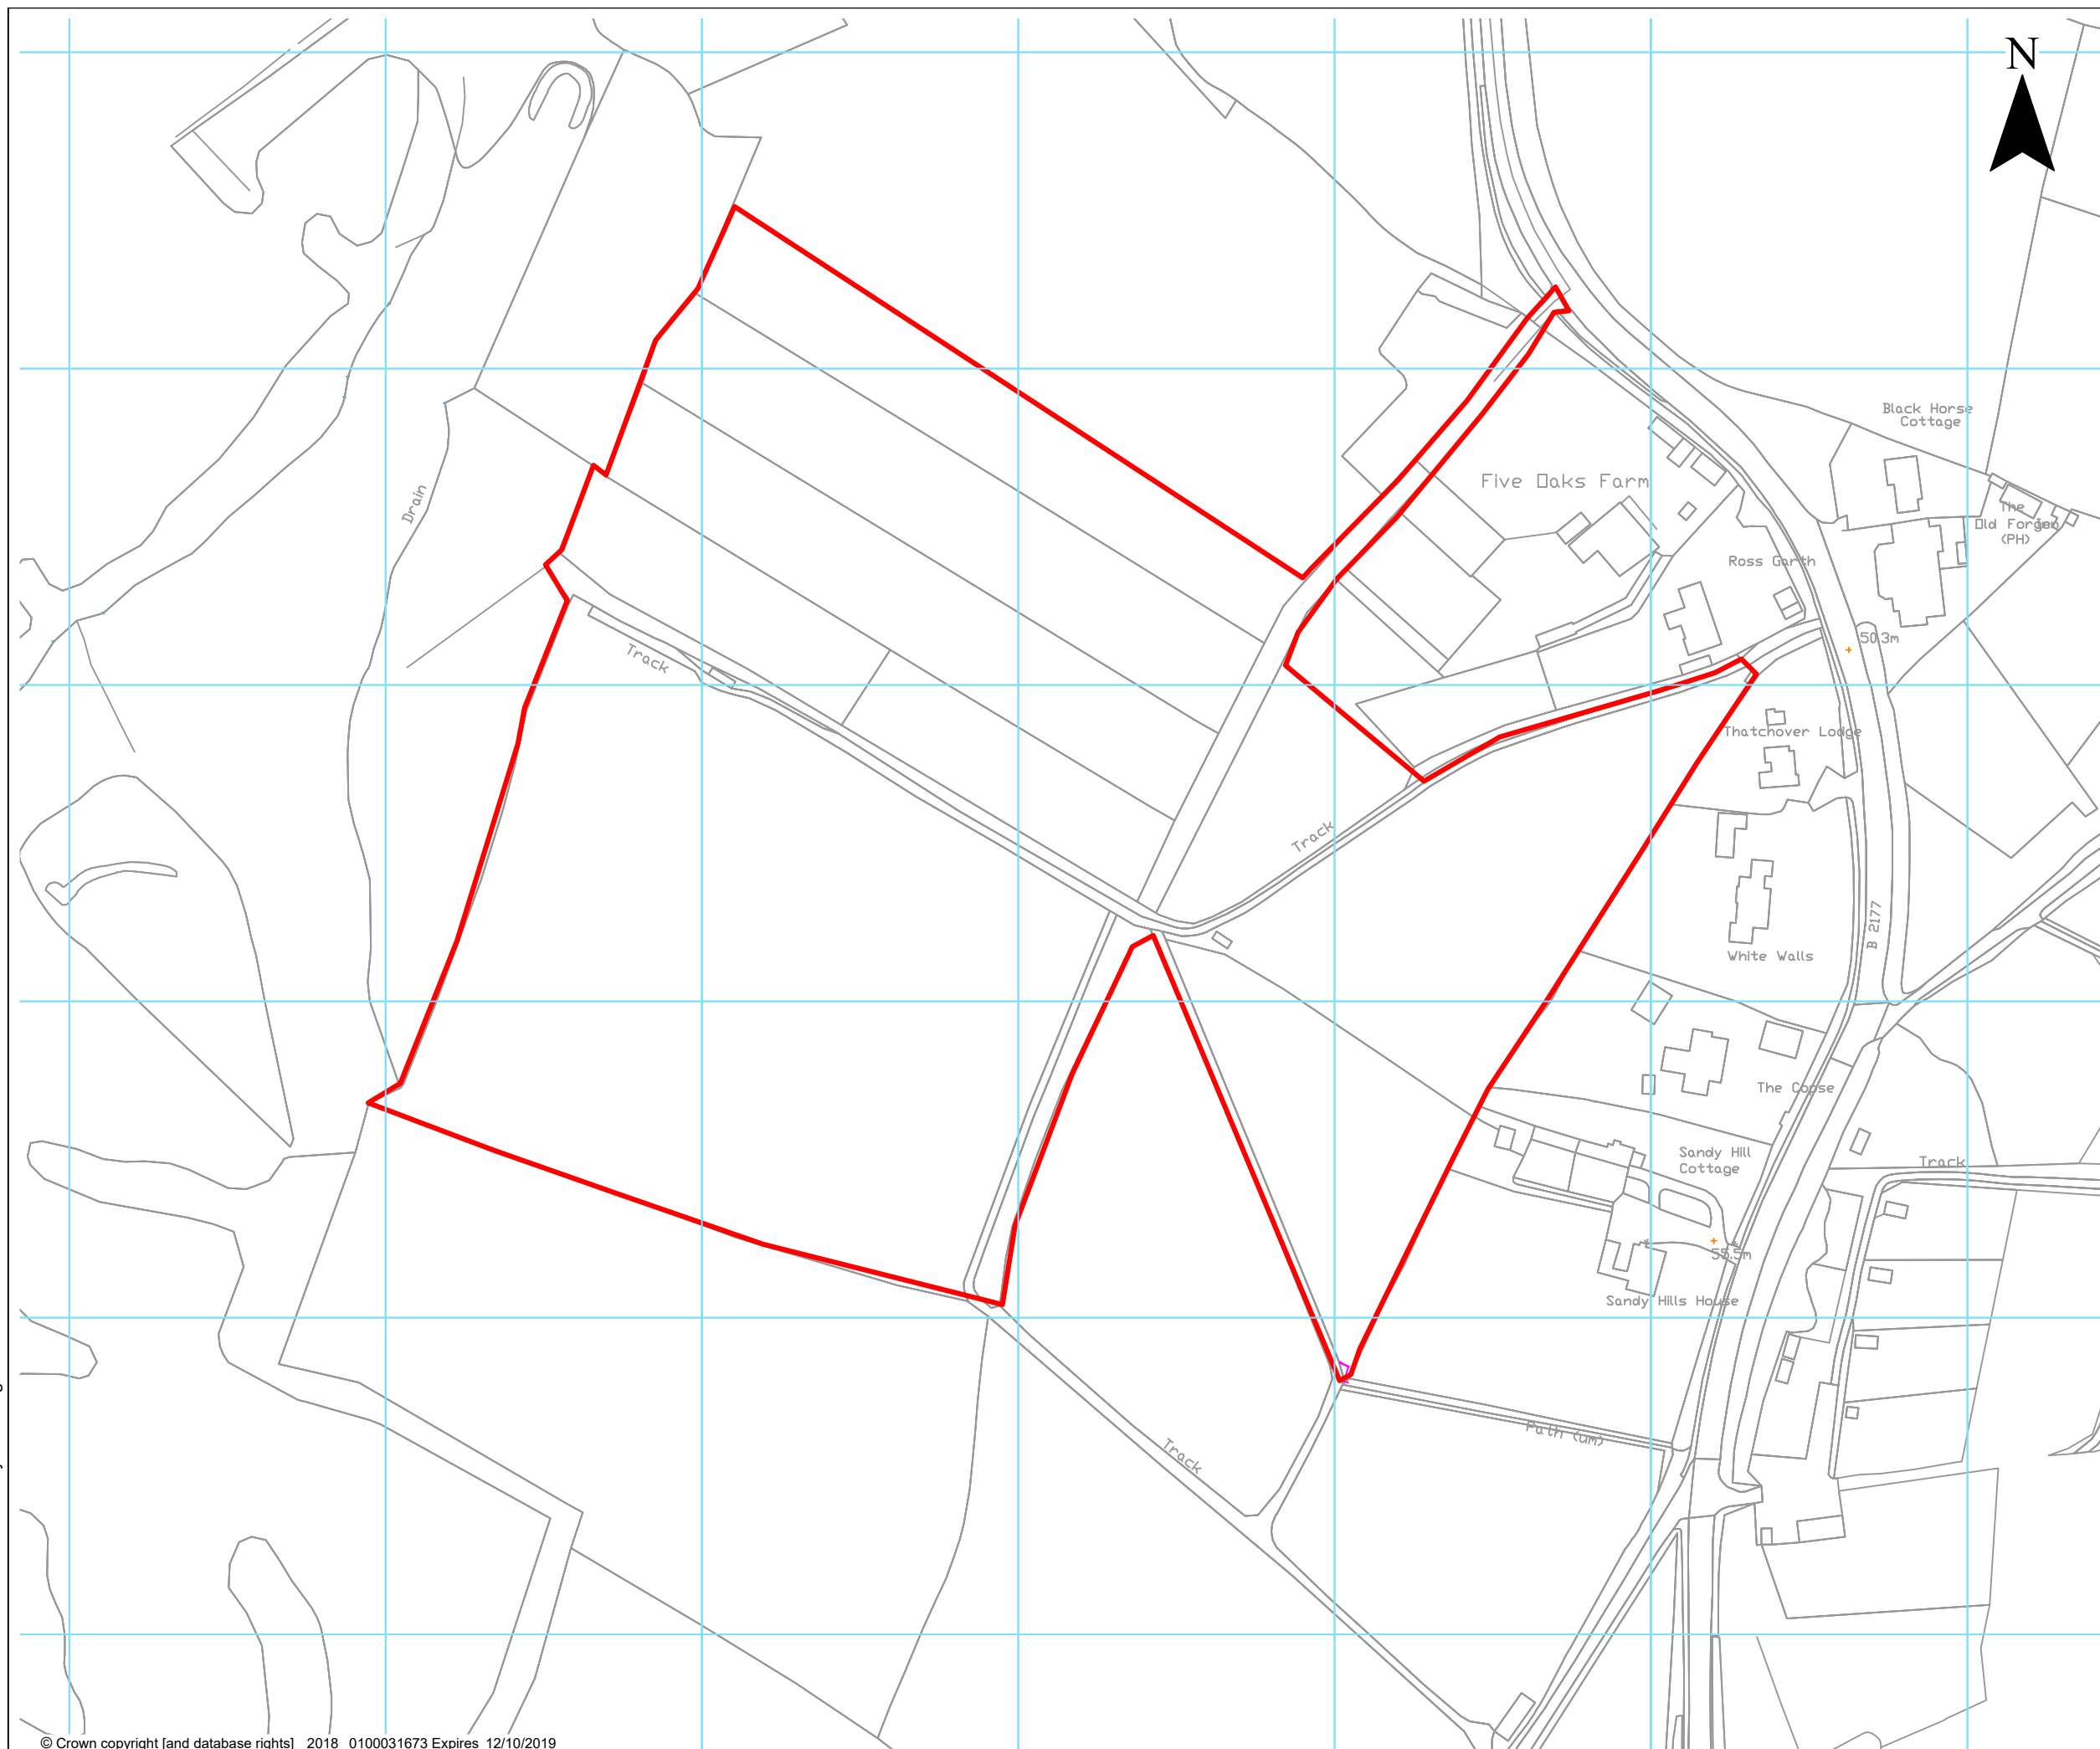 N
Black Horse
Cottage
Five Oaks Farm
Drain
The
Old Forge
(PH)
Ross Garth
50.3m
Track
Thatchover Lodge
Track
B 2177
White Walls
The Copse
Sandy Hill
Cottage
Track
55.5m
Sandy Hills House
Path (um)
Track
© Crown copyright [and database rights] 2018 0100031673 Expires 12/10/2019